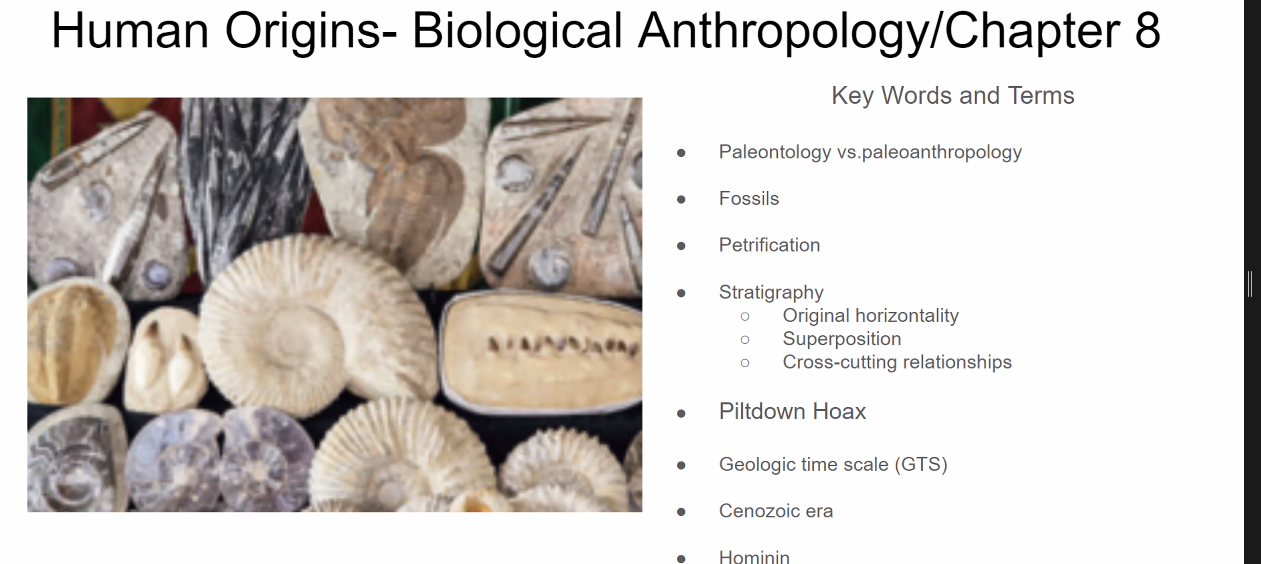 Human Origins- Biological Anthropology/Chapter 8
Key Words and Terms
● Paleontology vs.paleoanthropology
● Fossils
● Petrification
● Stratigraphy
○ Original horizontality
○ Superposition
○ Cross-cutting relationships
● Piltdown Hoax
● Geologic time scale (GTS)
● Cenozoic era
● Hominin